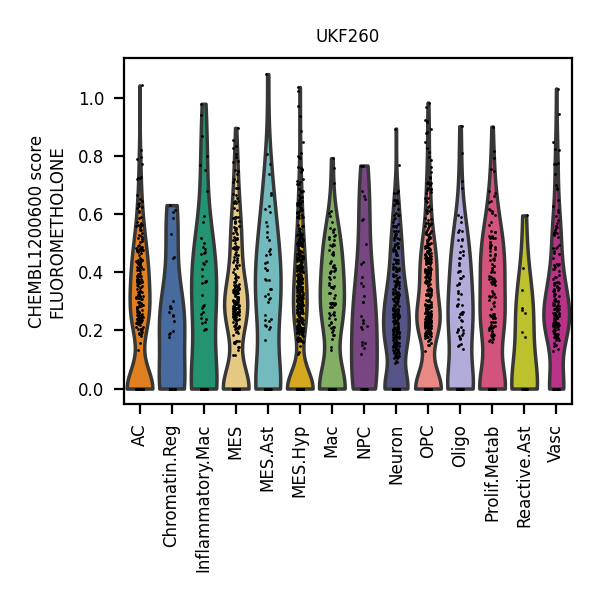 UKF260
CHEMBL1200600 score
FLUOROMETHOLONE
1.0
0.8
0.6
0.4
0.2
0.0
AC
Chromatin.Reg
Inflammatory.Mac
MES
MES.Ast
MES.Hyp
Mac
NPC
Neuron
OPC
Oligo
Prolif.Metab
Reactive.Ast
Vasc